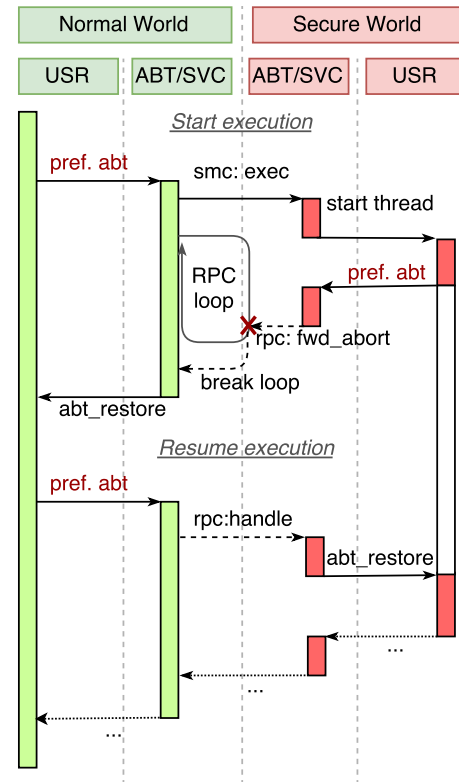 Normal World
Secure World
USR
ABT/SVC
ABT/SVC
USR
Start execution
pref. abt
smc: exec
start thread
pref. abt
RPC
loop
rpc: fwd_abort
break loop
abt_restore
Resume execution
pref. abt
rpc:handle
abt_restore
...
...
...